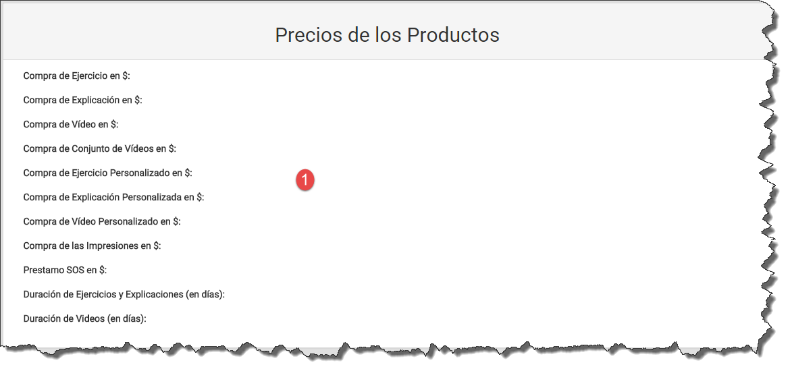 Precios de los Productos
Compra de Ejercicio en $:
Compra de Explicación en $:
Compra de Vídeo en $:
Compra de Conjunto de Vídeos en $:
Compra de Ejercicio Personalizado en $:
1
Compra de Explicación Personalizada en $:
Compra de Vídeo Personalizado en $:
Compra de las Impresiones en $:
Prestamo SOS en $:
Duración de Ejercicios y Explicaciones (en días):
Duración de Videos (en días):